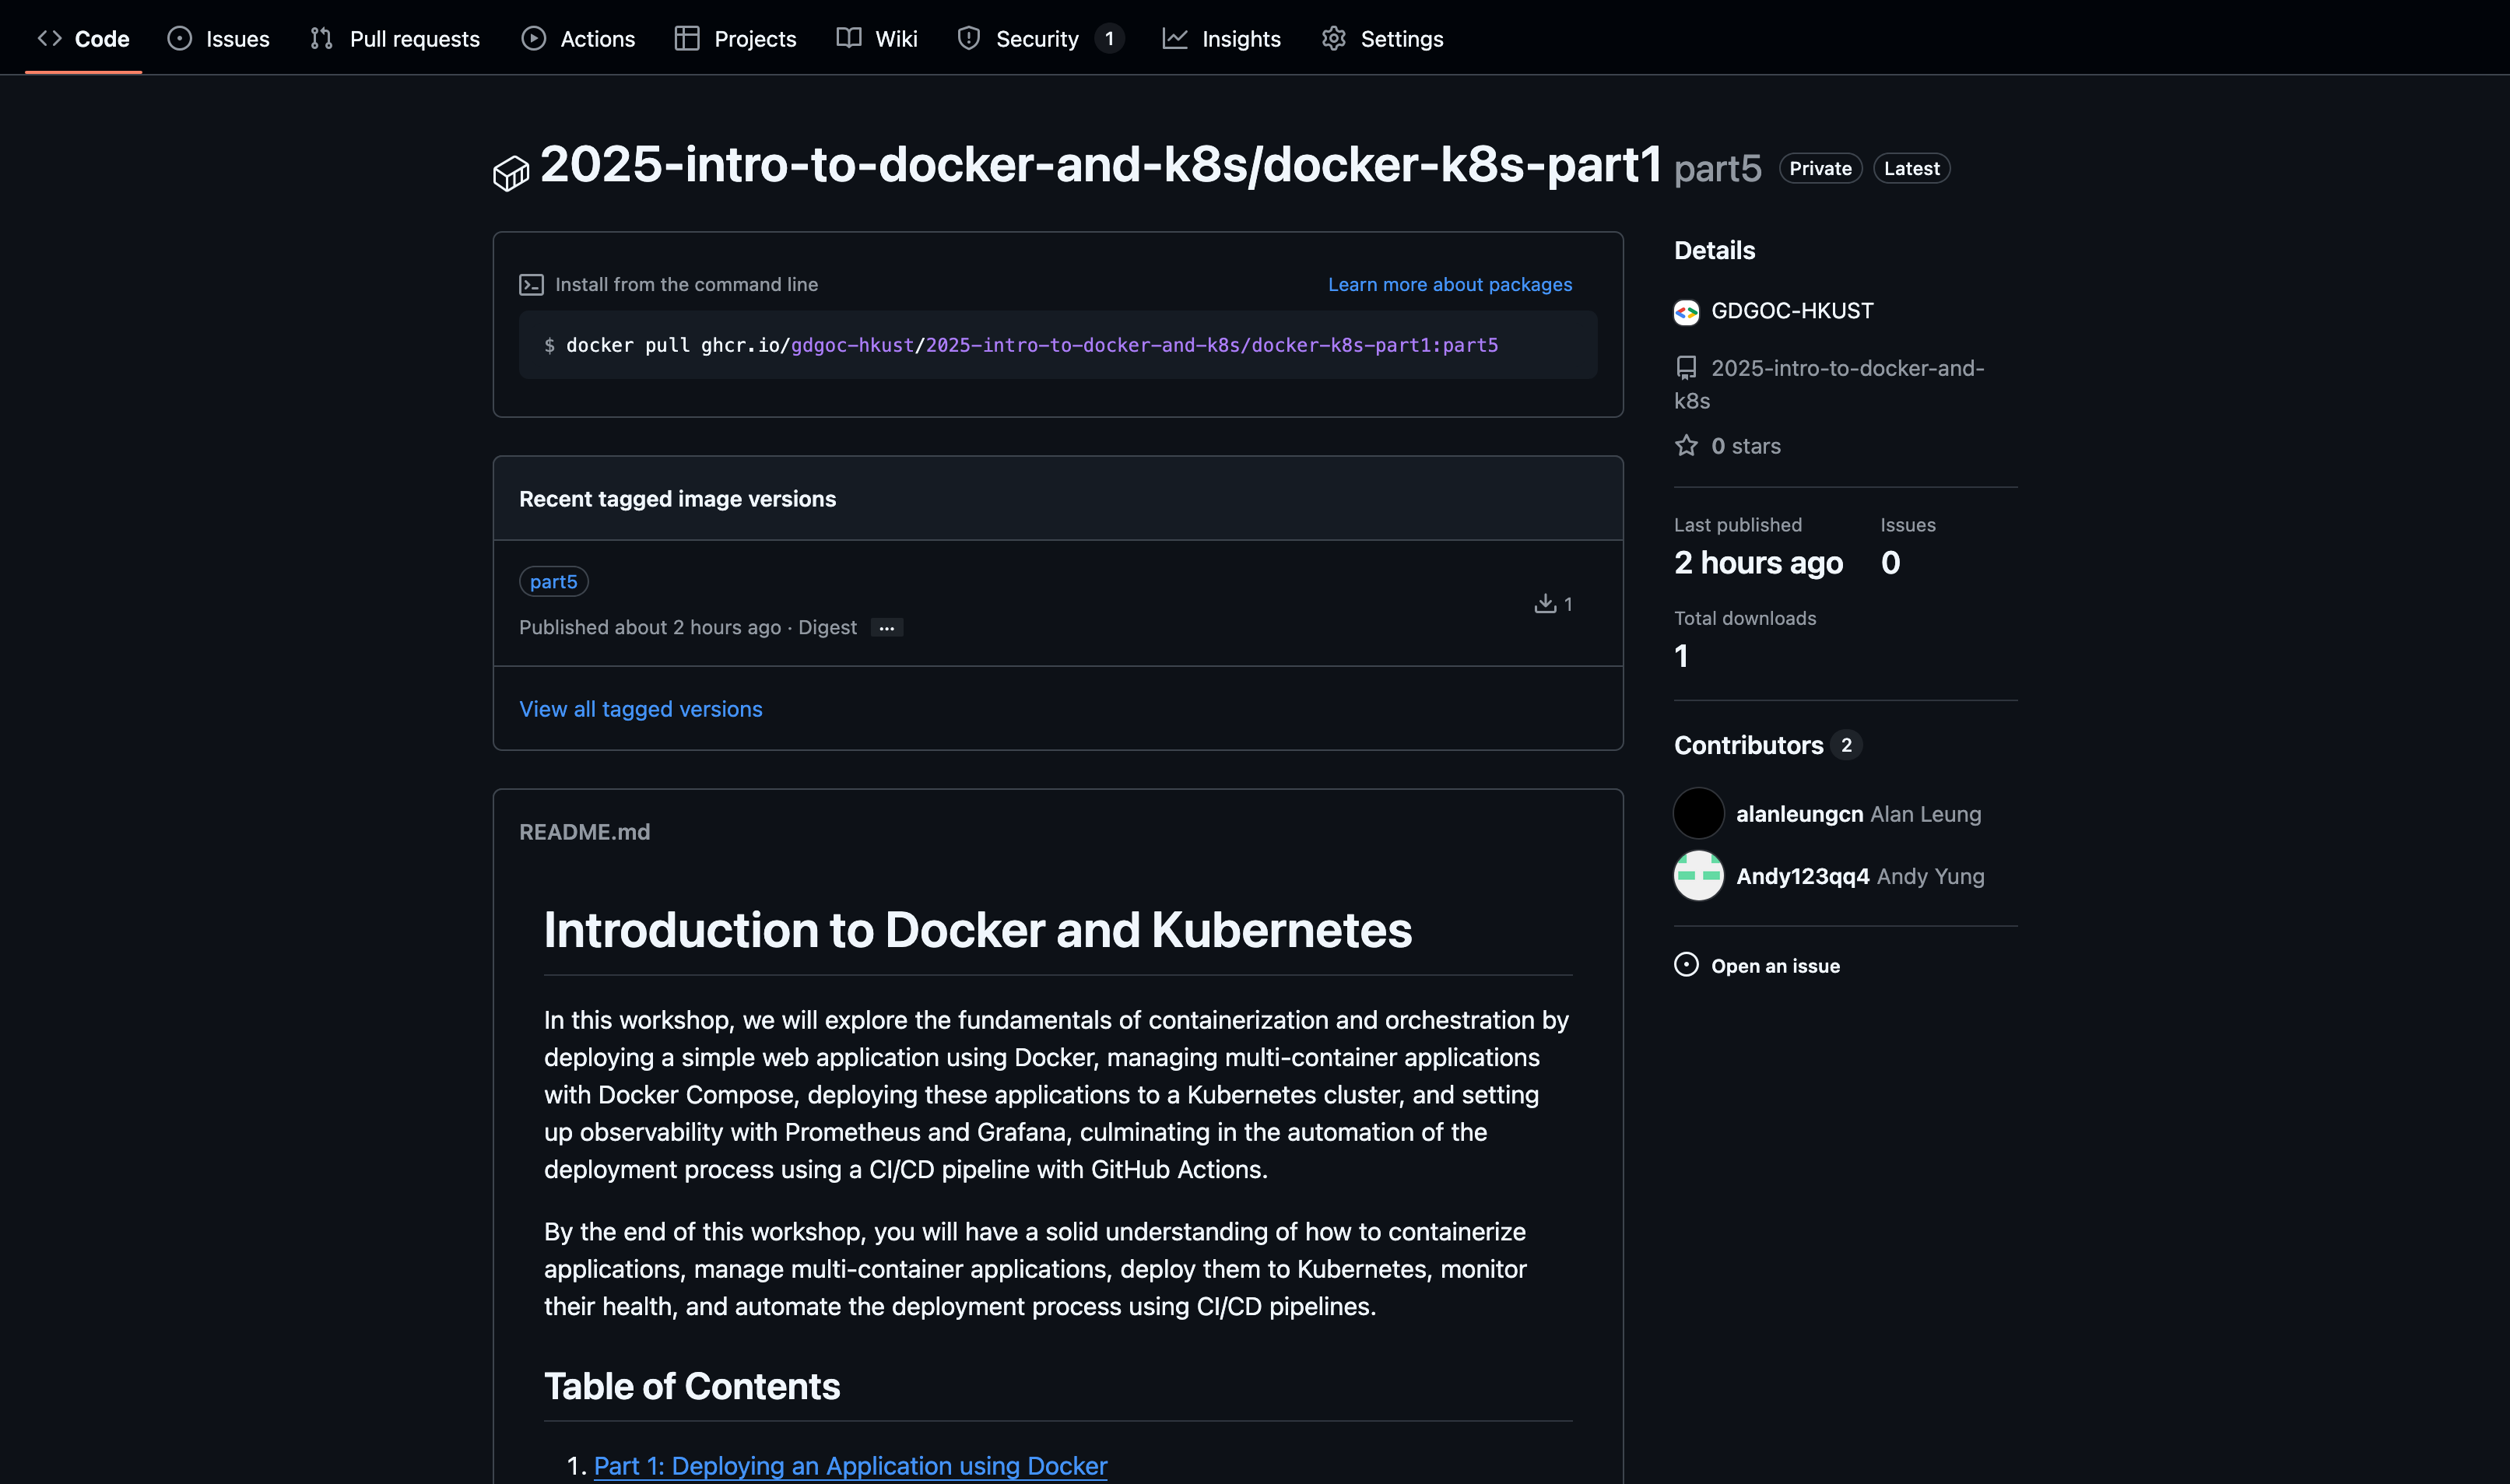 Code Issues Pull requests Actions Projects Wiki Security 1 Insights Settings
2025-intro-to-docker-and-k8s/docker-k8s-part1 part5 Private Latest
Install from the command line Learn more about packages
$ docker pull ghcr.io/gdgoc-hkust/2025-intro-to-docker-and-k8s/docker-k8s-part1:part5
Recent tagged image versions
part5
Published about 2 hours ago · Digest ...
1
View all tagged versions
README.md
Introduction to Docker and Kubernetes
In this workshop, we will explore the fundamentals of containerization and orchestration by
deploying a simple web application using Docker, managing multi-container applications
with Docker Compose, deploying these applications to a Kubernetes cluster, and setting
up observability with Prometheus and Grafana, culminating in the automation of the
deployment process using a CI/CD pipeline with GitHub Actions.
By the end of this workshop, you will have a solid understanding of how to containerize
applications, manage multi-container applications, deploy them to Kubernetes, monitor
their health, and automate the deployment process using CI/CD pipelines.
Table of Contents
1. Part 1: Deploying an Application using Docker
Details
GDGOC-HKUST
2025-intro-to-docker-and-
k8s
0 stars
Last published Issues
2 hours ago 0
Total downloads
1
Contributors 2
alanleungcn Alan Leung
Andy123qq4 Andy Yung
Open an issue